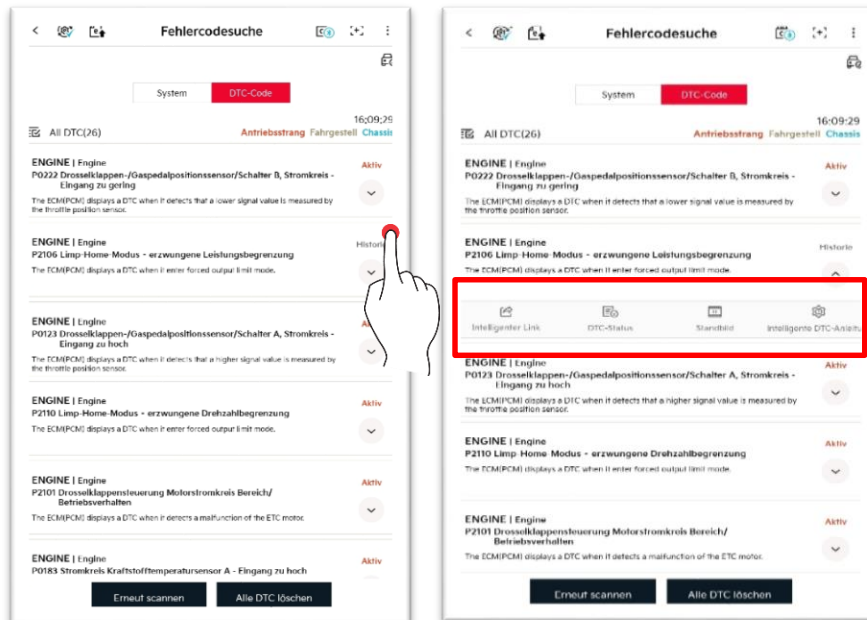 Fehlercodesuche
System DTC-Code
16:09:29
All DTC(26) Antriebsstrang Fahrgestell Chassis
ENGINE | Engine Aktiv
P0222 Drosselklappen-/Gaspedalpositionssensor/Schalter B, Stromkreis -
Eingang zu gering
The ECM(PCM) displays a DTC when it detects that a lower signal value is measured by
the throttle position sensor.
ENGINE | Engine Historie
P2106 Limp-Home-Modus - erzwungene Leistungsbegrenzung
The ECM(PCM) displays a DTC when it enter forced output limit mode.
ENGINE | Engine
P0123 Drosselklappen-/Gaspedalpositionssensor/Schalter A, Stromkreis -
Eingang zu hoch
The ECM(PCM) displays a DTC when it detects that a higher signal value is measured by
the throttle position sensor.
ENGINE | Engine Aktiv
P2110 Limp-Home-Modus - erzwungene Drehzahlbegrenzung
The ECM(PCM) displays a DTC when it enter forced output limit mode.
ENGINE | Engine Aktiv
P2101 Drosselklappensteuerung Motorstromkreis Bereich/
Betriebsverhalten
The ECM(PCM) displays a DTC when it detects a malfunction of the ETC motor.
ENGINE | Engine Aktiv
P0183 Stromkreis Kraftstofftemperatursensor A - Eingang zu hoch
Erneut scannen Alle DTC löschen
Fehlercodesuche
System DTC-Code
16:09:29
All DTC(26) Antriebsstrang Fahrgestell Chassis
ENGINE | Engine Aktiv
P0222 Drosselklappen-/Gaspedalpositionssensor/Schalter B, Stromkreis -
Eingang zu gering
The ECM(PCM) displays a DTC when it detects that a lower signal value is measured by
the throttle position sensor.
ENGINE | Engine Historie
P2106 Limp-Home-Modus - erzwungene Leistungsbegrenzung
The ECM(PCM) displays a DTC when it enter forced output limit mode.
Intelligenter Link DTC-Status Standbild Intelligente DTC-Anleitu
ENGINE | Engine Aktiv
P0123 Drosselklappen-/Gaspedalpositionssensor/Schalter A, Stromkreis -
Eingang zu hoch
The ECM(PCM) displays a DTC when it detects that a higher signal value is measured by
the throttle position sensor.
ENGINE | Engine Aktiv
P2110 Limp-Home-Modus - erzwungene Drehzahlbegrenzung
The ECM(PCM) displays a DTC when it enter forced output limit mode.
ENGINE | Engine Aktiv
P2101 Drosselklappensteuerung Motorstromkreis Bereich/
Betriebsverhalten
The ECM(PCM) displays a DTC when it detects a malfunction of the ETC motor.
Erneut scannen Alle DTC löschen